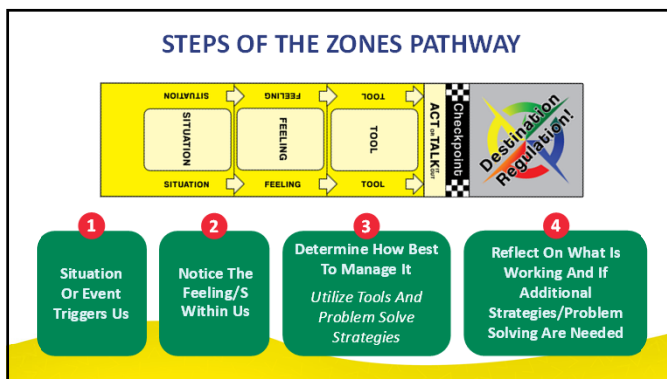 STEPS OF THE ZONES PATHWAY
SITUATION
FEELING
TOOL
SITUATION
FEELING
TOOL
ACT OR TALK IT OUT
Checkpoint
Destination
Regulation!
SITUATION
FEELING
TOOL
1
Situation
Or Event
Triggers Us
2
Notice The
Feeling/S
Within Us
3
Determine How Best
To Manage It
Utilize Tools And
Problem Solve
Strategies
4
Reflect On What Is
Working And If
Additional
Strategies/Problem
Solving Are Needed